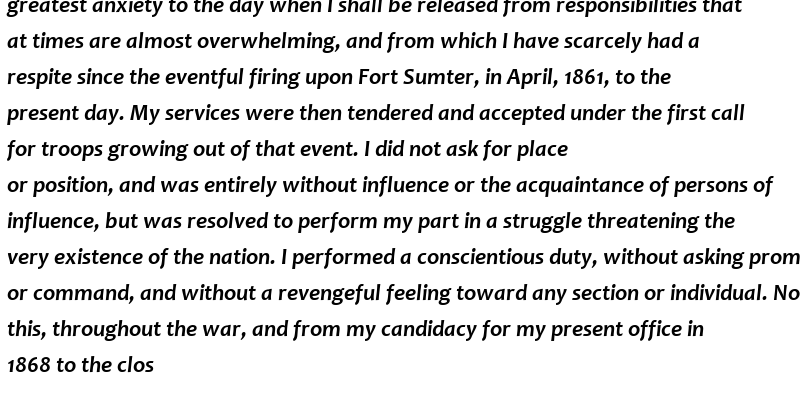 greatest anxiety to the day when I shall be released from responsibilities that
at times are almost overwhelming, and from which I have scarcely had a
respite since the eventful firing upon Fort Sumter, in April, 1861, to the
present day. My services were then tendered and accepted under the first call
for troops growing out of that event. I did not ask for place
or position, and was entirely without influence or the acquaintance of persons of
influence, but was resolved to perform my part in a struggle threatening the
very existence of the nation. I performed a conscientious duty, without asking prom
or command, and without a revengeful feeling toward any section or individual. No
this, throughout the war, and from my candidacy for my present office in
1868 to the clos